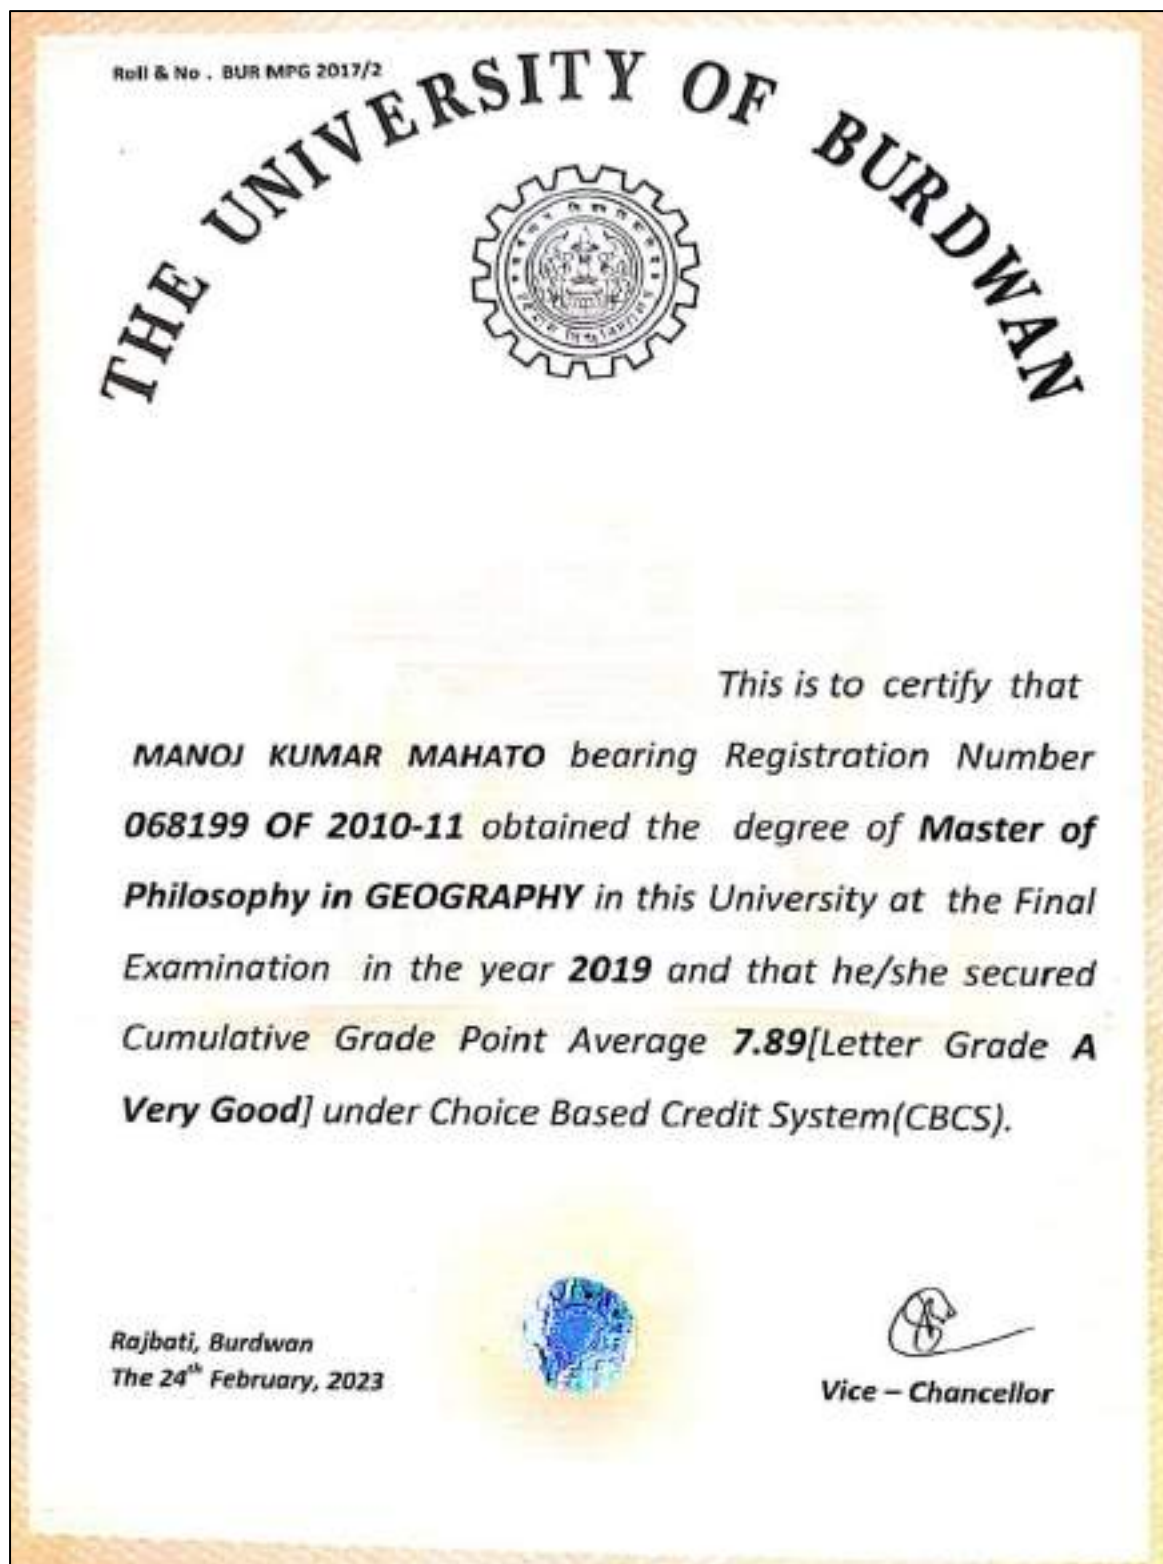 Roll & No . BUR MPG 2017/2
THE UNIVERSITY OF BURDWAN
This is to certify that
MANOJ KUMAR MAHATO bearing Registration Number
068199 OF 2010-11 obtained the degree of Master of
Philosophy in GEOGRAPHY in this University at the Final
Examination in the year 2019 and that he/she secured
Cumulative Grade Point Average 7.89[Letter Grade A
Very Good] under Choice Based Credit System(CBCS).
Rajbati, Burdwan
The 24th February, 2023
Vice – Chancellor